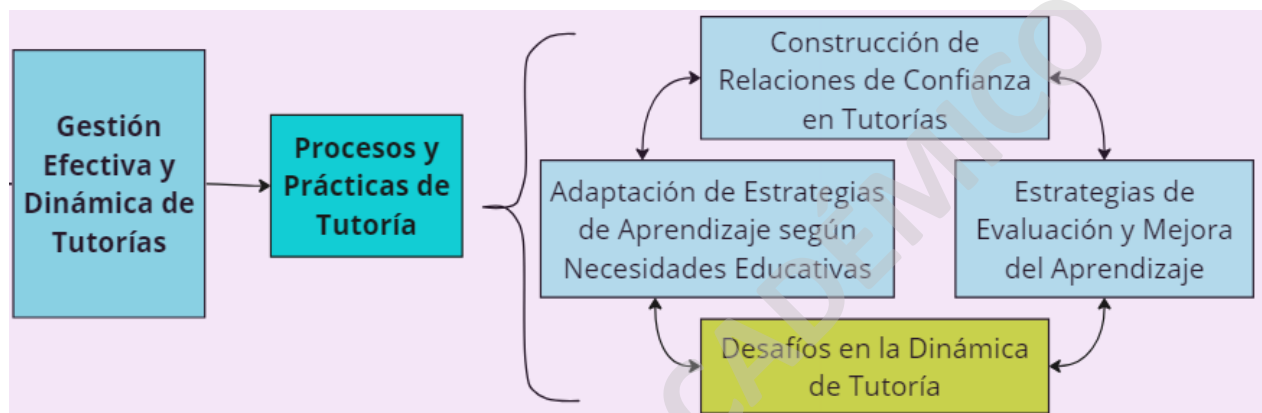 Gestión
Efectiva y
Dinámica de
Tutorías
Procesos y
Prácticas de
Tutoría
Construcción de
Relaciones de Confianza
en Tutorías
Adaptación de Estrategias
de Aprendizaje según
Necesidades Educativas
Estrategias de
Evaluación y Mejora
del Aprendizaje
Desafíos en la Dinámica
de Tutoría
CADÉMICO